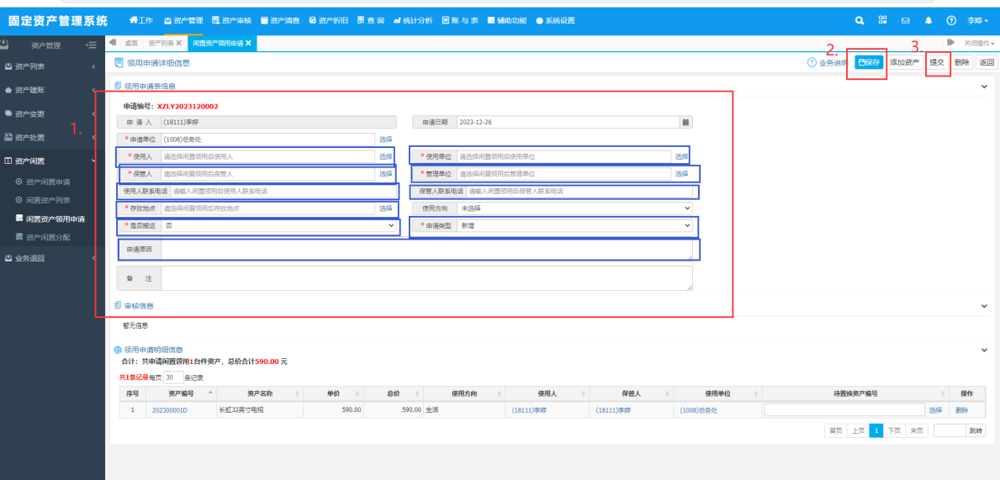 固定资产管理系统 工作 资产管理 资产审核 资产清查 资产折旧 查 询 统计分析 账 与 表 辅助功能 系统设置 李婷
资产管理 桌面 资产列表 X 闲置资产领用申请 X 关闭操作
资产列表
资产建账
资产变更
资产处置
资产闲置
资产闲置申请
闲置资产列表
闲置资产领用申请
闲置资产分配
业务退回
领用申请详细信息 业务说明 2. 保存 添加资产 3. 提交 删除 返回
领用申请表信息
1.
申请编号: XZLY2023120002
申 请 人 (18111)李婷 申请日期 2023-12-26
* 申请单位 (1008)总务处 选择
* 使用人 请选择闲置领用后使用人 选择 * 使用单位 请选择闲置领用后使用单位 选择
* 保管人 请选择闲置领用后保管人 选择 * 管理单位 请选择闲置领用后管理单位 选择
使用人联系电话 请输入闲置领用后使用人联系电话 保管人联系电话 请输入闲置领用后保管人联系电话
* 存放地点 请选择闲置领用后存放地点 选择 使用方向 未选择
* 是否搬运 否 * 申请类型 新增
申请原因
备 注
审核信息
暂无信息
领用申请明细信息
合计: 共申请闲置领用1台件资产, 总价合计590.00 元
共1条记录每页 30 条记录
序号 资产编号 资产名称 单价 总价 使用方向 使用人 保管人 使用单位 待置换资产编号 操作
1 202300001D 长虹32英寸电视 590.00 590.00 生活 (18111)李婷 (18111)李婷 (1008)总务处 选择 删除
首页 上页 1 下页 末页 跳转